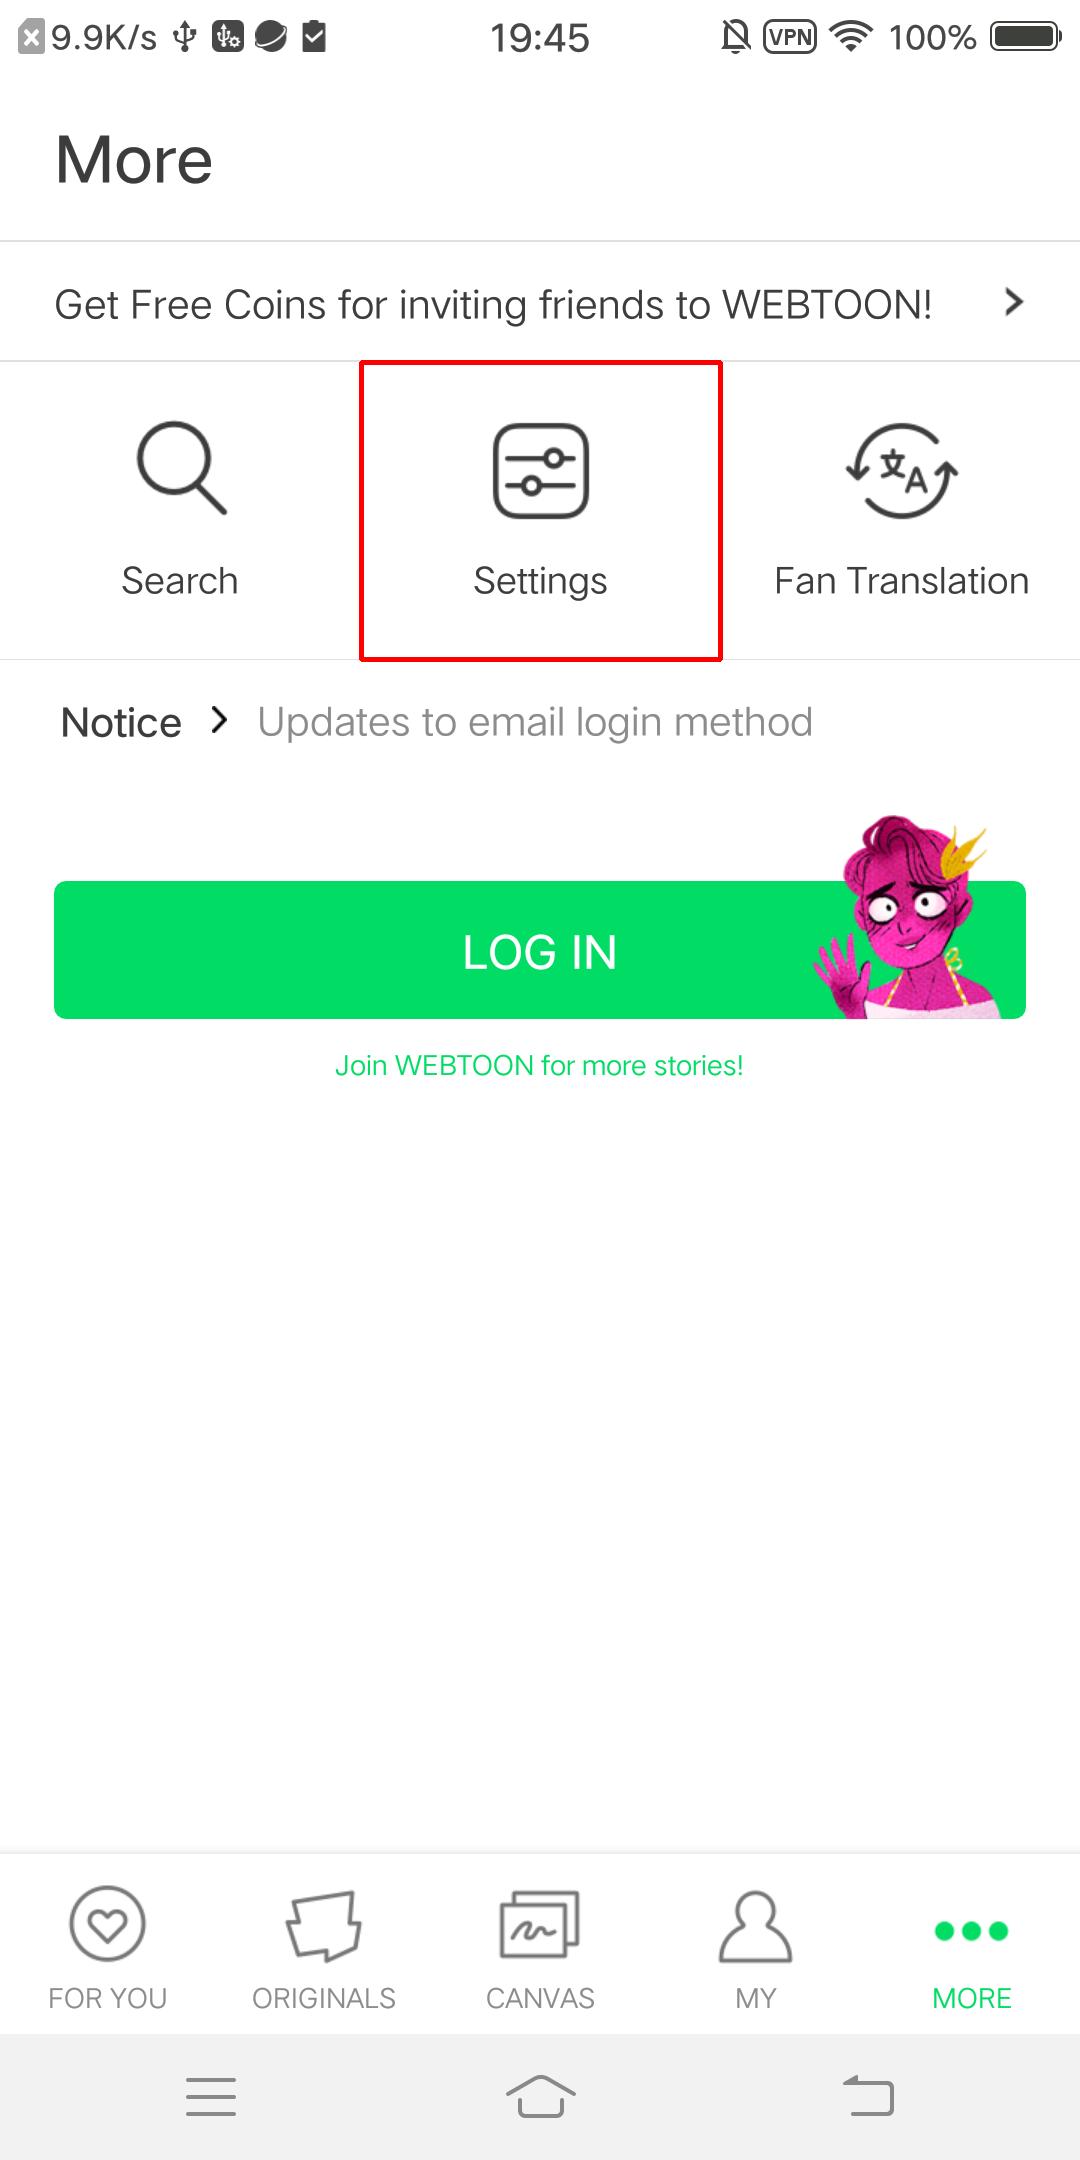 9.9K/s 19:45 VPN 100%
More
Get Free Coins for inviting friends to WEBTOON!
Search Settings Fan Translation
Notice Updates to email login method
LOG IN
Join WEBTOON for more stories!
FOR YOU ORIGINALS CANVAS MY MORE